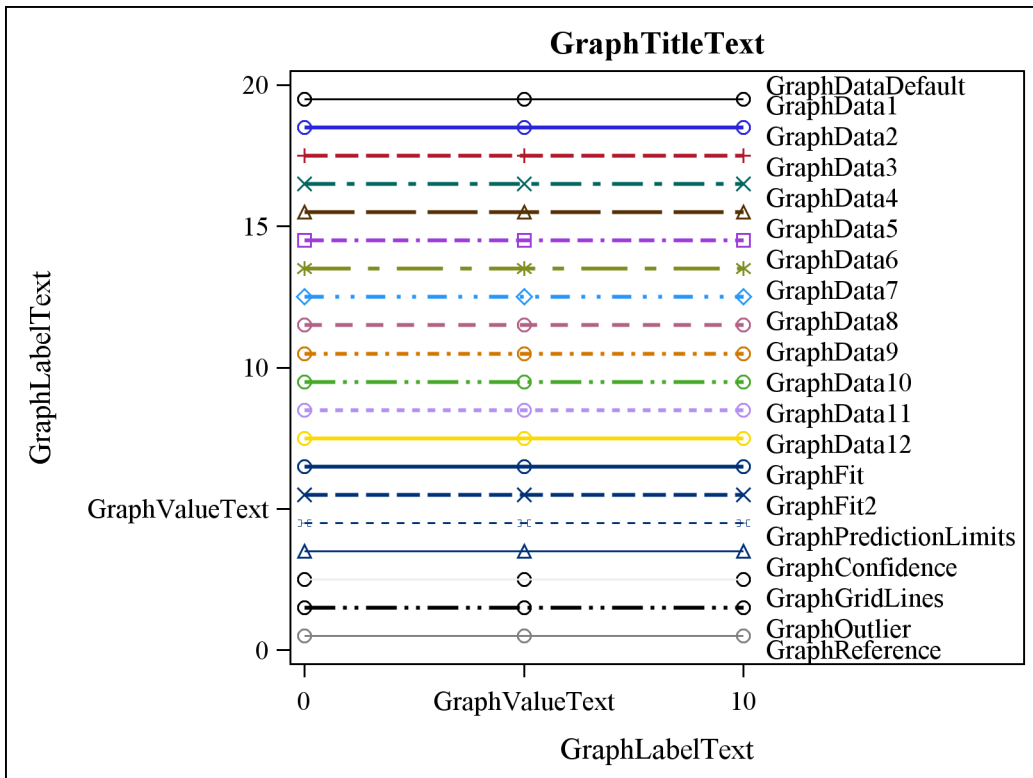 GraphTitleText
20
15
10
GraphValueText
0
GraphLabelText
GraphDataDefault
GraphData1
GraphData2
GraphData3
GraphData4
GraphData5
GraphData6
GraphData7
GraphData8
GraphData9
GraphData10
GraphData11
GraphData12
GraphFit
GraphFit2
GraphPredictionLimits
GraphConfidence
GraphGridLines
GraphOutlier
GraphReference
0 GraphValueText 10
GraphLabelText